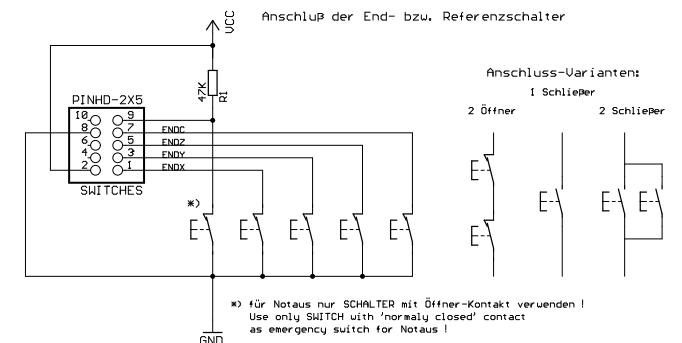 VCC
Anschluß der End- bzw. Referenzschalter
47K
R1
Anschluss-Varianten:
1 Schließer
2 Öffner
2 Schließer
PINHD-2X5
10 9
8 7 ENDC
6 5 ENDZ
4 3 ENDY
2 1 ENDX
SWITCHES
*)
*) für Notaus nur SCHALTER mit Öffner-Kontakt verwenden !
Use only SWITCH with 'normaly closed' contact
as emergency switch for Notaus !
GND